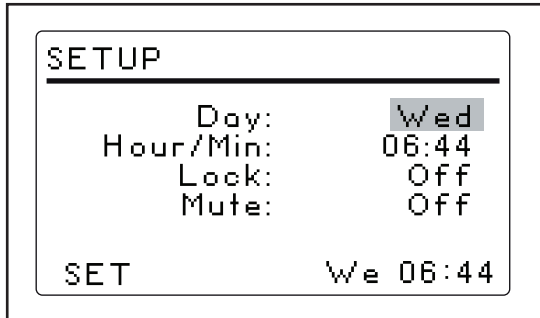 SETUP
Day: Wed
Hour/Min: 06:44
Lock: Off
Mute: Off
SET We 06:44